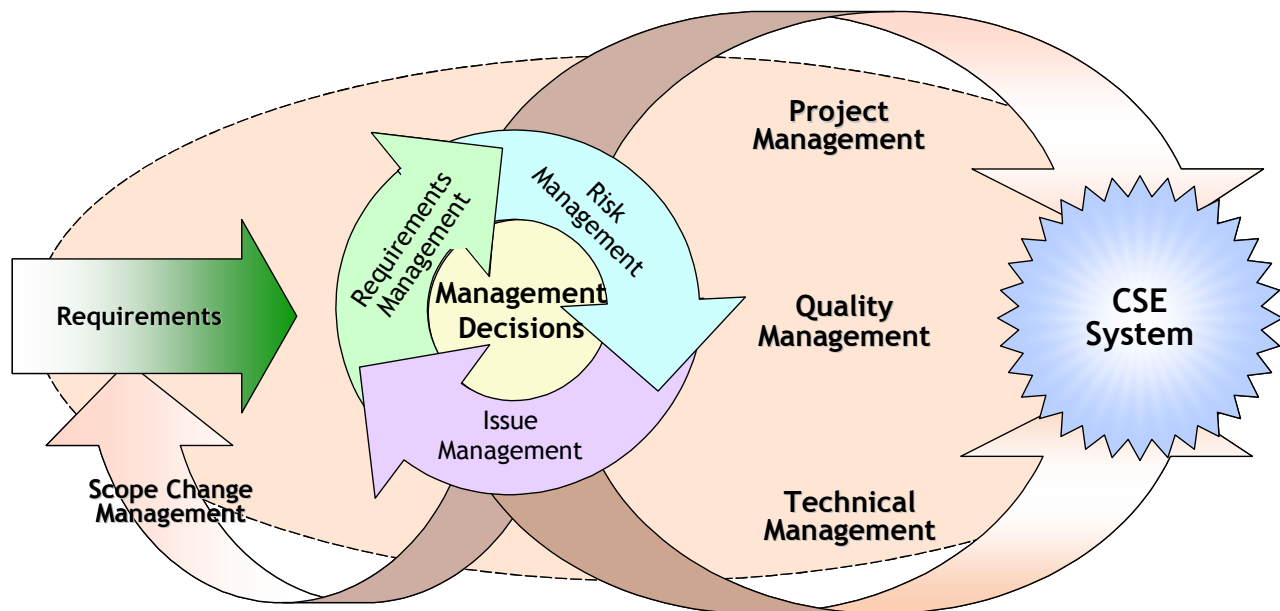 Project
Management
Requirements
Management
Risk
Management
Requirements
Management
Decisions
Quality
Management
CSE
System
Issue
Management
Scope Change
Management
Technical
Management